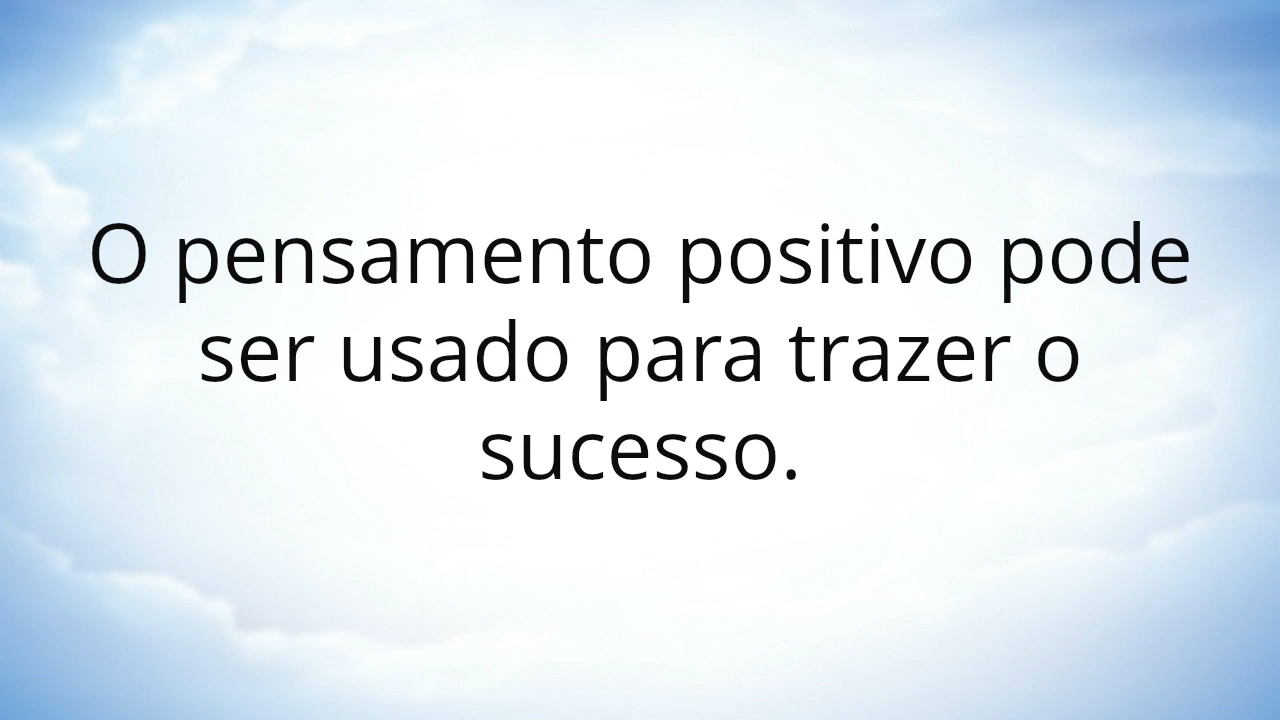 O pensamento positivo pode
ser usado para trazer o
sucesso.